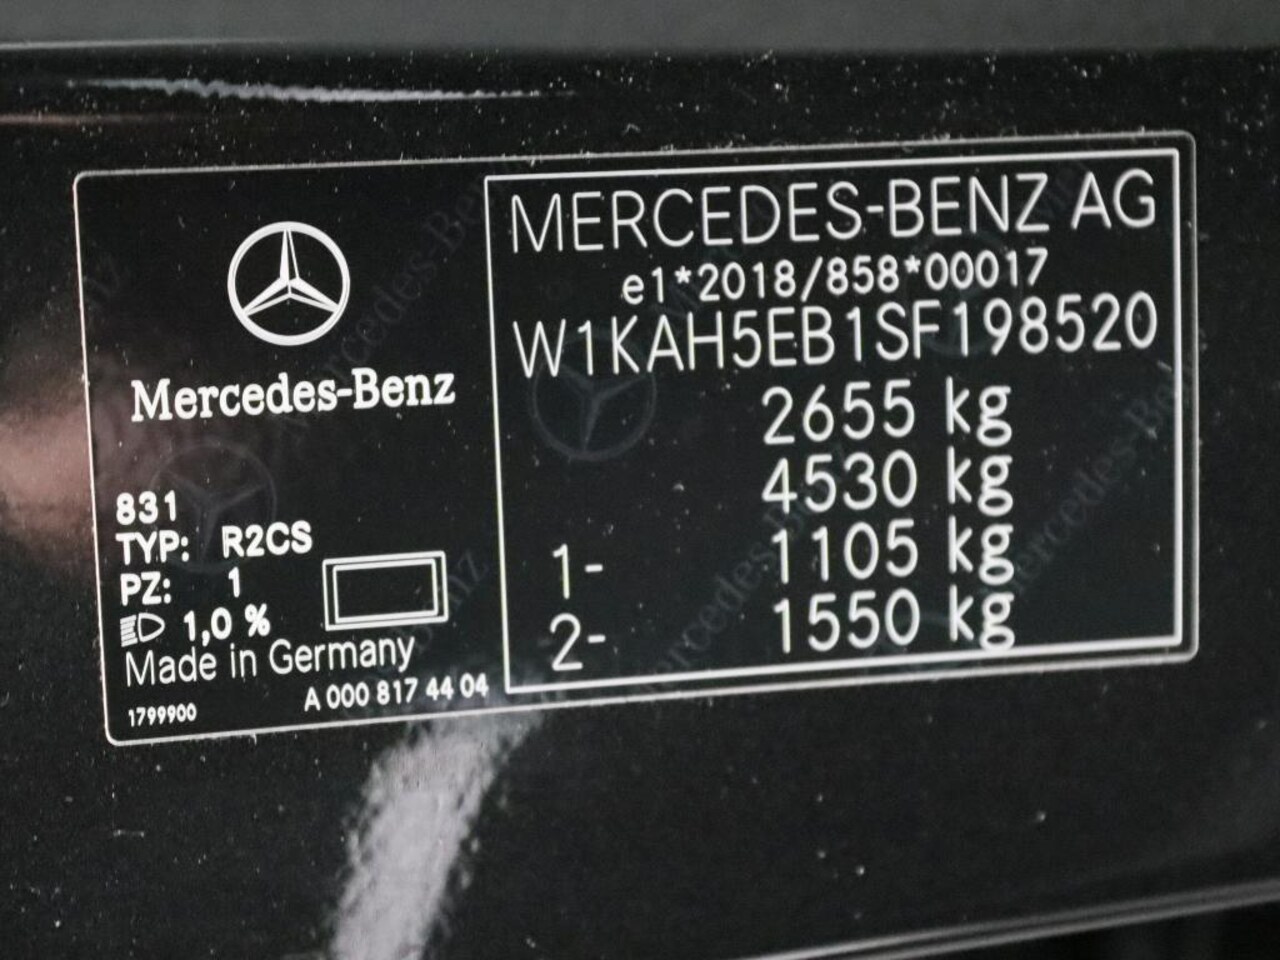 Mercedes-Benz
831
TYP: R2CS
PZ: 1
1,0 %
Made in Germany
A 000 817 44 04
1799900
MERCEDES-BENZ AG
e1*2018/858*00017
W1KAH5EB1SF198520
2655 kg
4530 kg
1- 1105 kg
2- 1550 kg